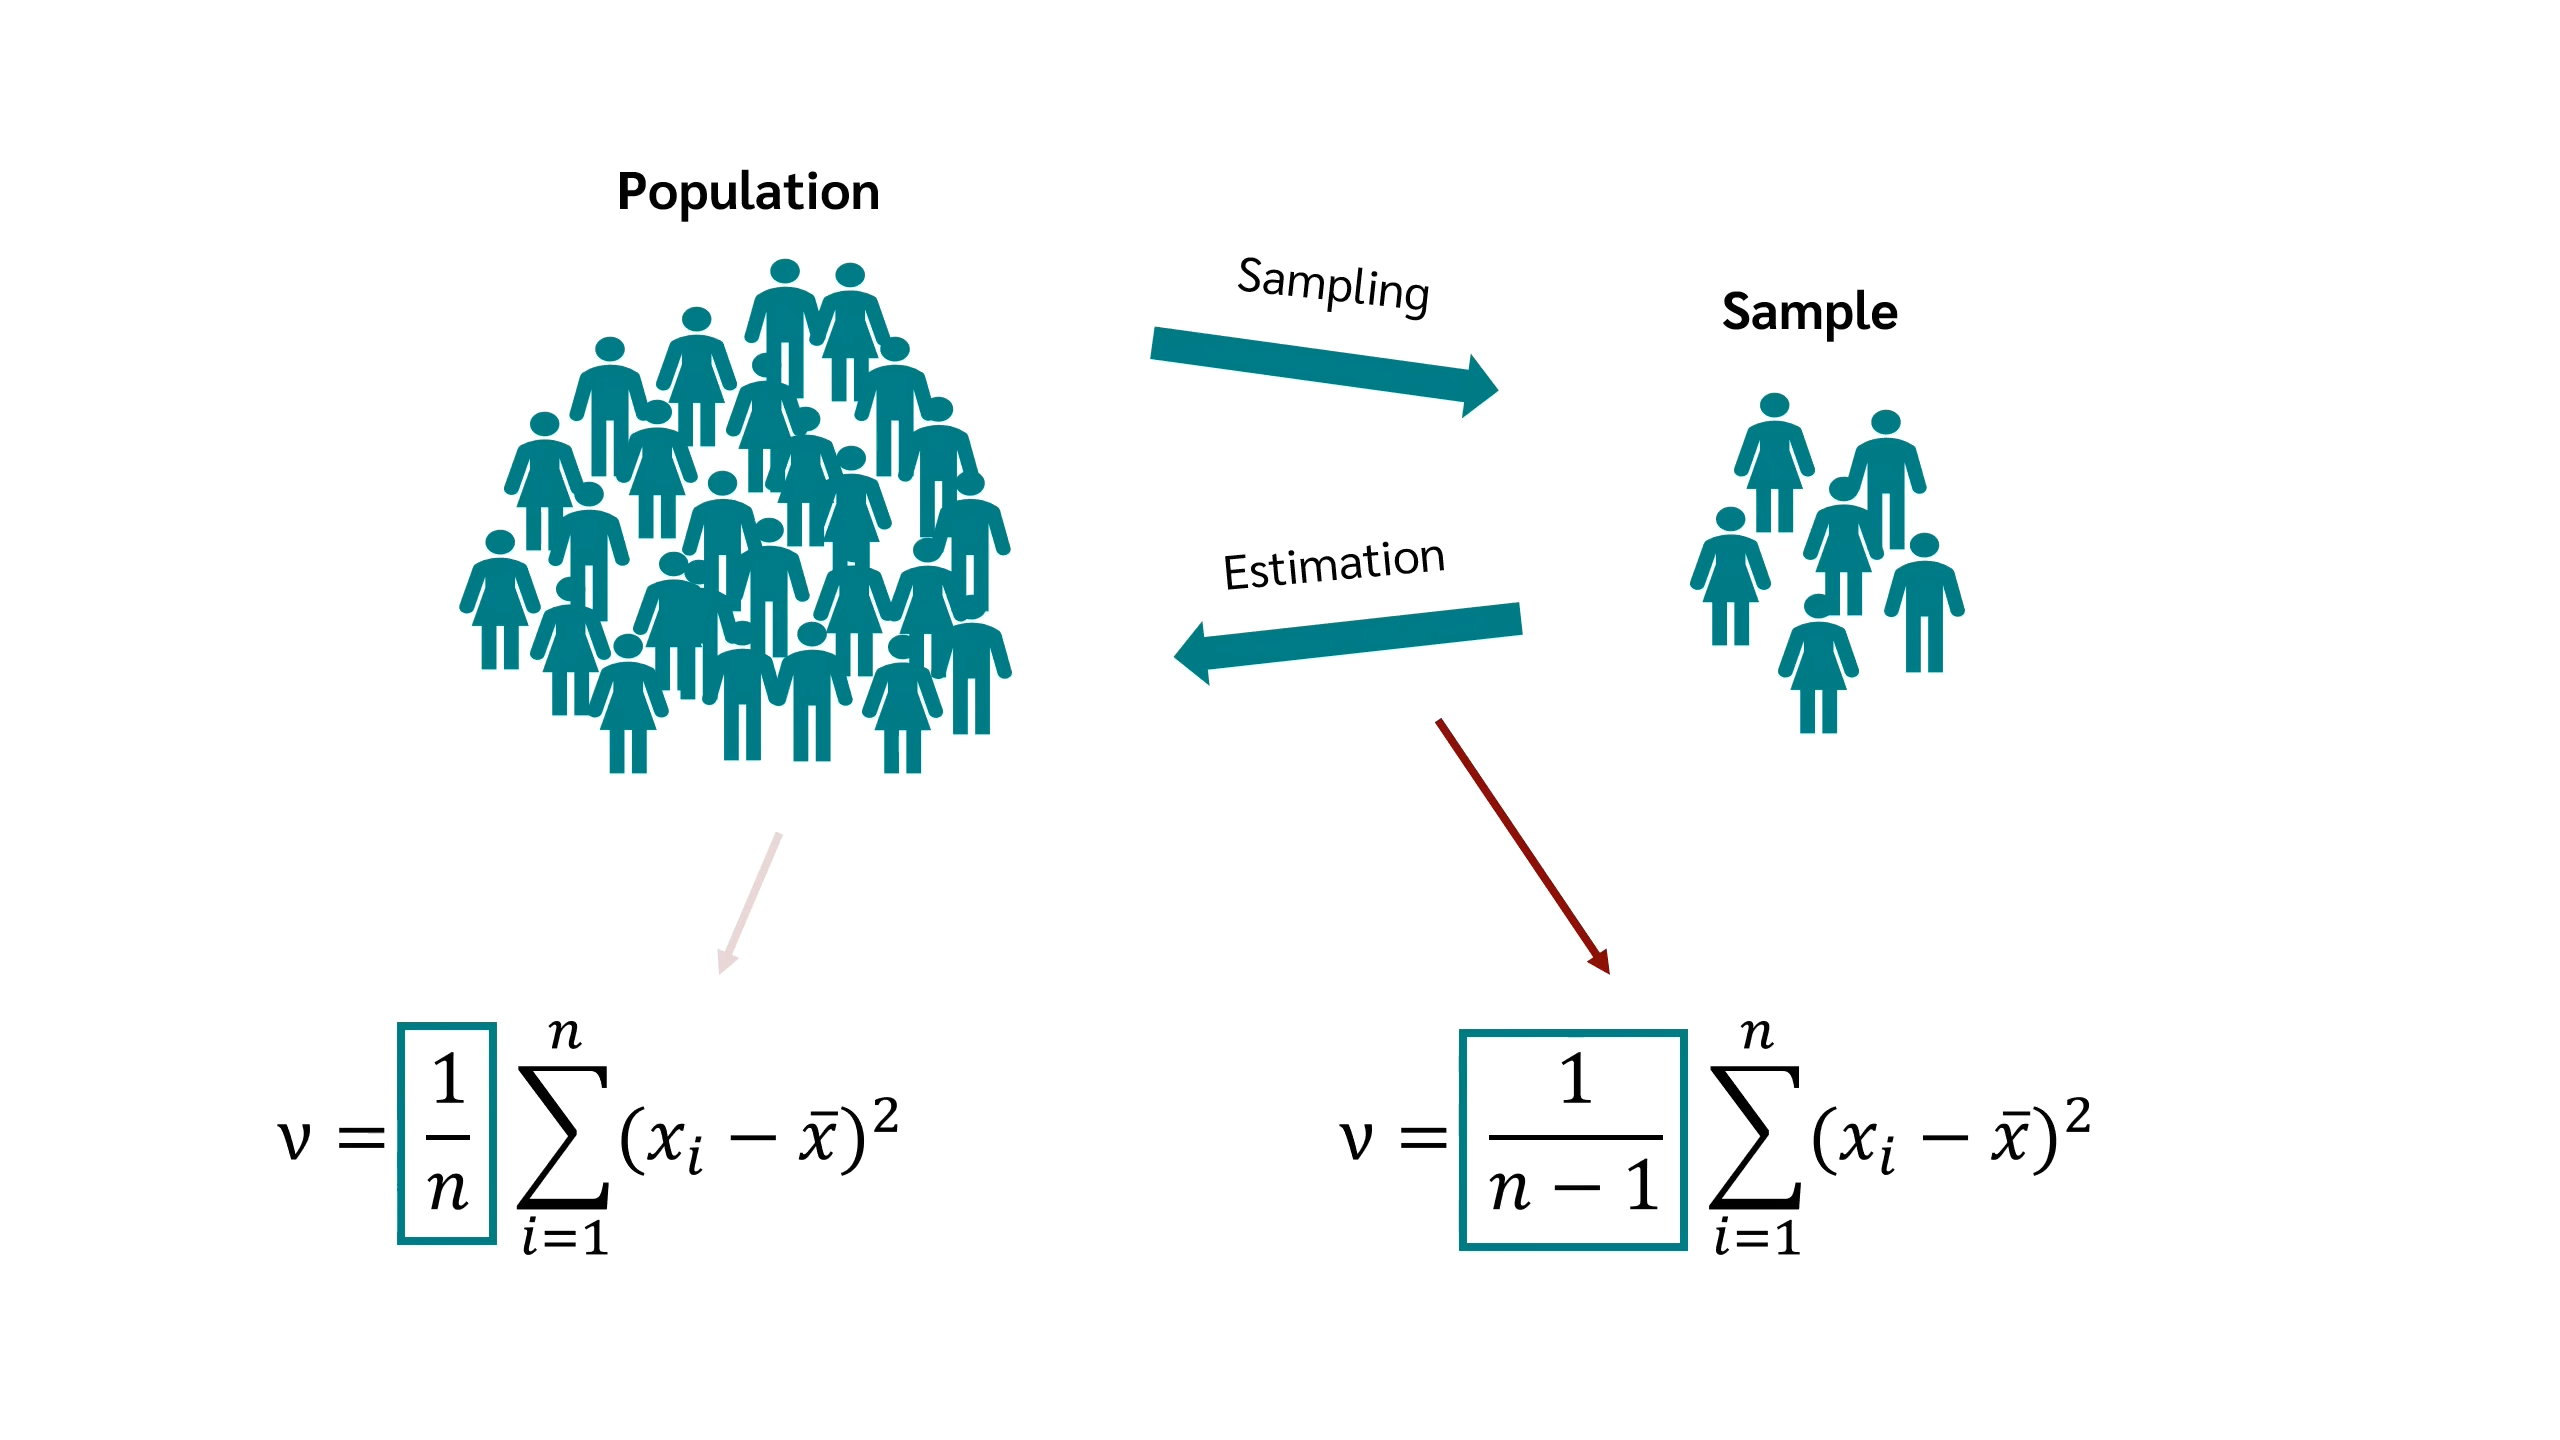 Population
Sampling
Sample
Estimation
ν = 1/n ∑_{i=1}^{n} (x_i − x̄)²
ν = 1/(n − 1) ∑_{i=1}^{n} (x_i − x̄)²